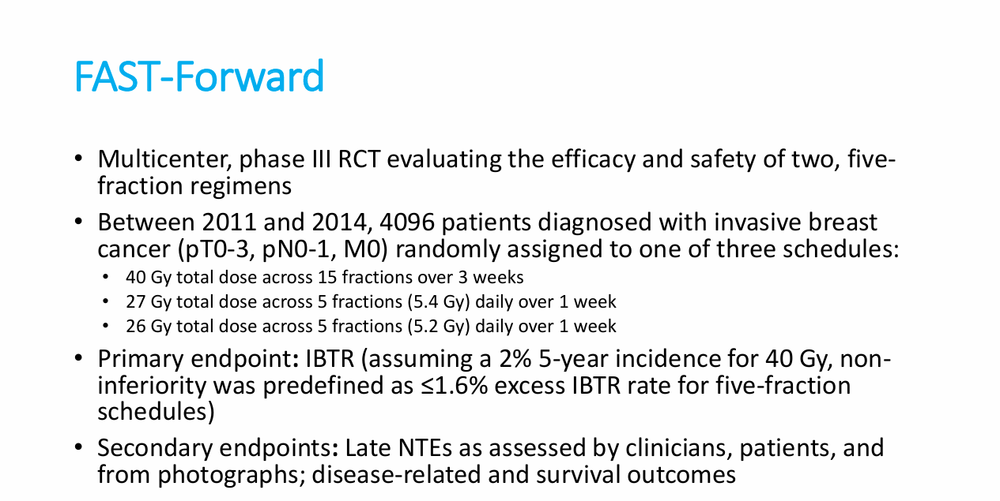 FAST-Forward
• Multicenter, phase III RCT evaluating the efficacy and safety of two, five-
fraction regimens
• Between 2011 and 2014, 4096 patients diagnosed with invasive breast
cancer (pT0-3, pN0-1, M0) randomly assigned to one of three schedules:
• 40 Gy total dose across 15 fractions over 3 weeks
• 27 Gy total dose across 5 fractions (5.4 Gy) daily over 1 week
• 26 Gy total dose across 5 fractions (5.2 Gy) daily over 1 week
• Primary endpoint: IBTR (assuming a 2% 5-year incidence for 40 Gy, non-
inferiority was predefined as ≤1.6% excess IBTR rate for five-fraction
schedules)
• Secondary endpoints: Late NTEs as assessed by clinicians, patients, and
from photographs; disease-related and survival outcomes